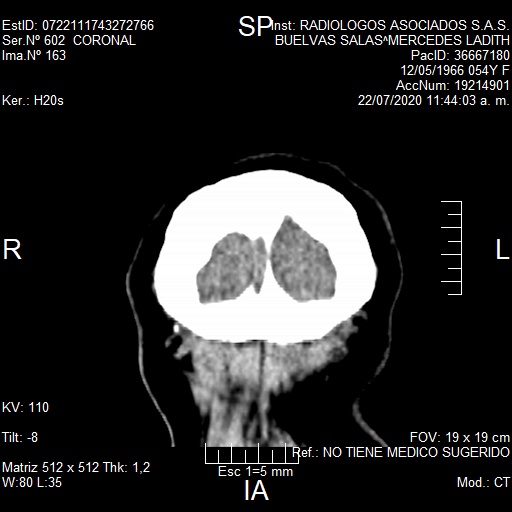 EstID: 0722111743272766
Ser.Nº 602 CORONAL
Ima.Nº 163
Ker.: H20s
SP
Inst: RADIOLOGOS ASOCIADOS S.A.S.
BUELVAS SALAS^MERCEDES LADITH
PacID: 36667180
12/05/1966 054Y F
AccNum: 19214901
22/07/2020 11:44:03 a. m.
R
L
KV: 110
Tilt: -8
Matriz 512 x 512 Thk: 1,2
W:80 L:35
Esc 1=5 mm
IA
FOV: 19 x 19 cm
Ref.: NO TIENE MEDICO SUGERIDO
Mod.: CT